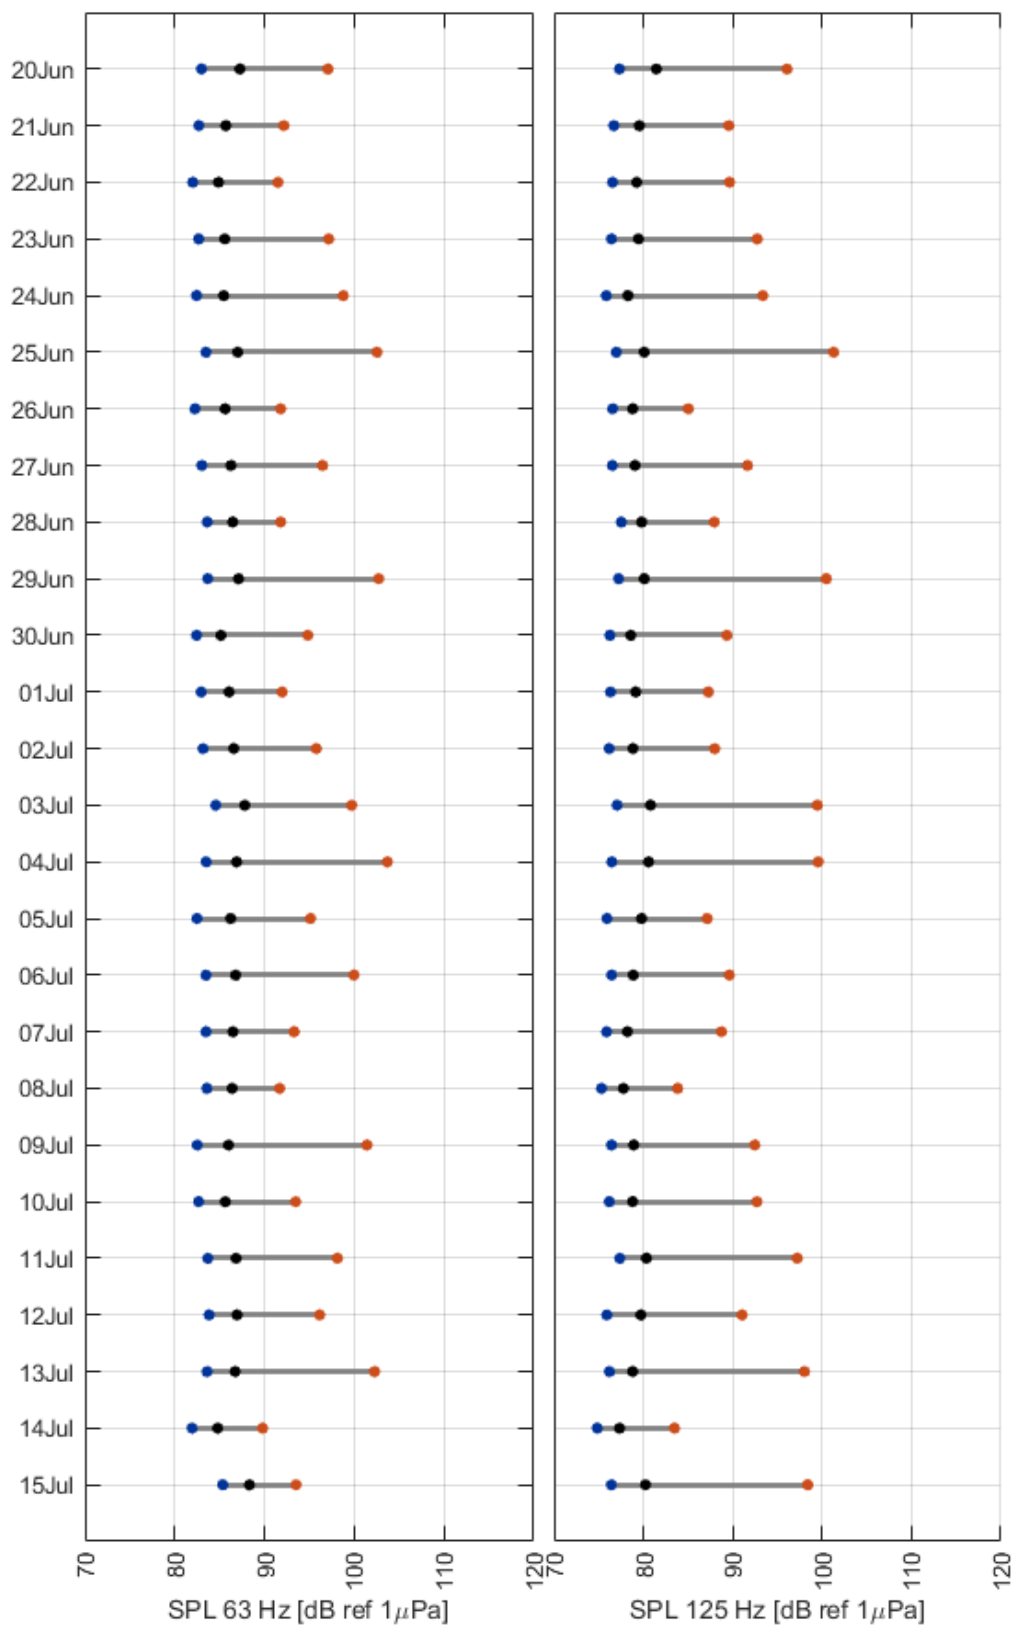 20Jun
21Jun
22Jun
23Jun
24Jun
25Jun
26Jun
27Jun
28Jun
29Jun
30Jun
01Jul
02Jul
03Jul
04Jul
05Jul
06Jul
07Jul
08Jul
09Jul
10Jul
11Jul
12Jul
13Jul
14Jul
15Jul
70 80 90 100 110 120 70 80 90 100 110 120
SPL 63 Hz [dB ref 1μPa] SPL 125 Hz [dB ref 1μPa]